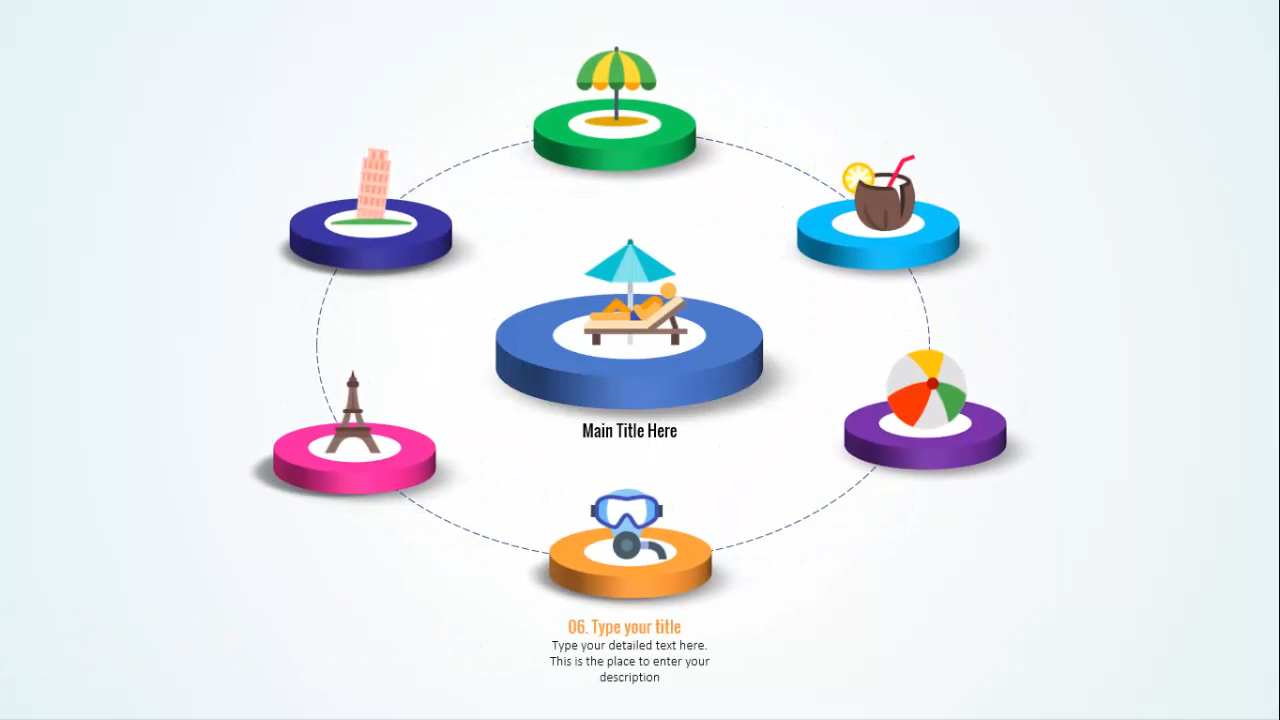 Main Title Here
06. Type your title
Type your detailed text here.
This is the place to enter your
description